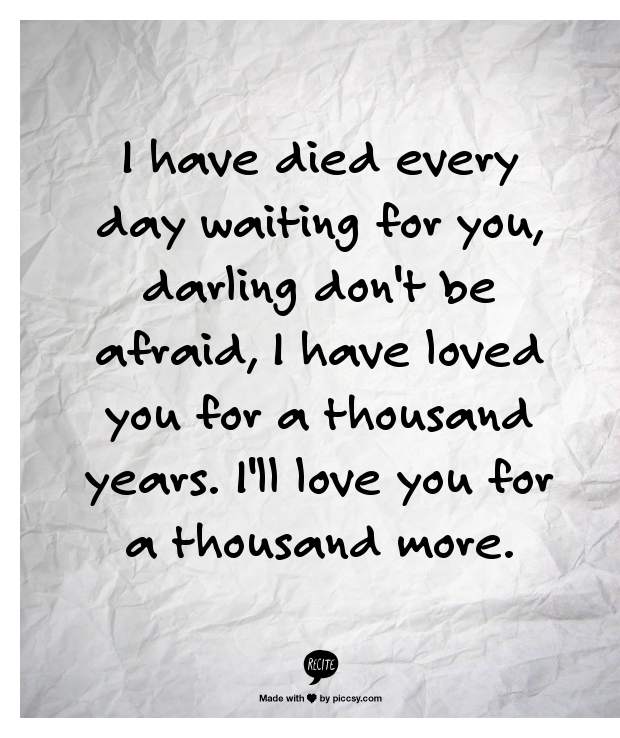 I have died every
day waiting for you,
darling don't be
afraid, I have loved
you for a thousand
years. I'll love you for
a thousand more.
RECITE
Made with ♥ by piccsy.com